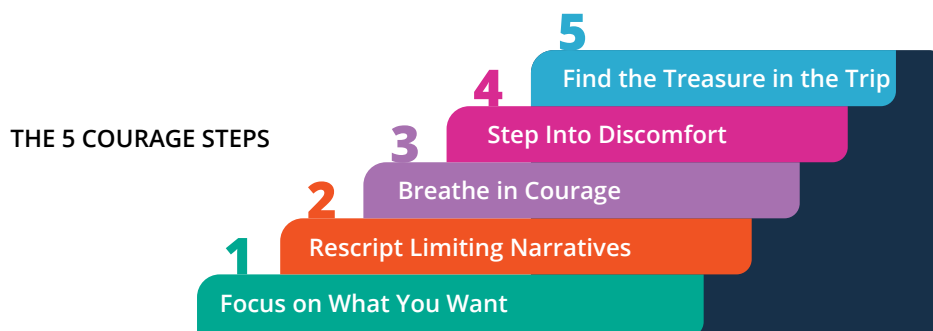 5
Find the Treasure in the Trip
4
Step Into Discomfort
THE 5 COURAGE STEPS
3
Breathe in Courage
2
Rescript Limiting Narratives
1
Focus on What You Want